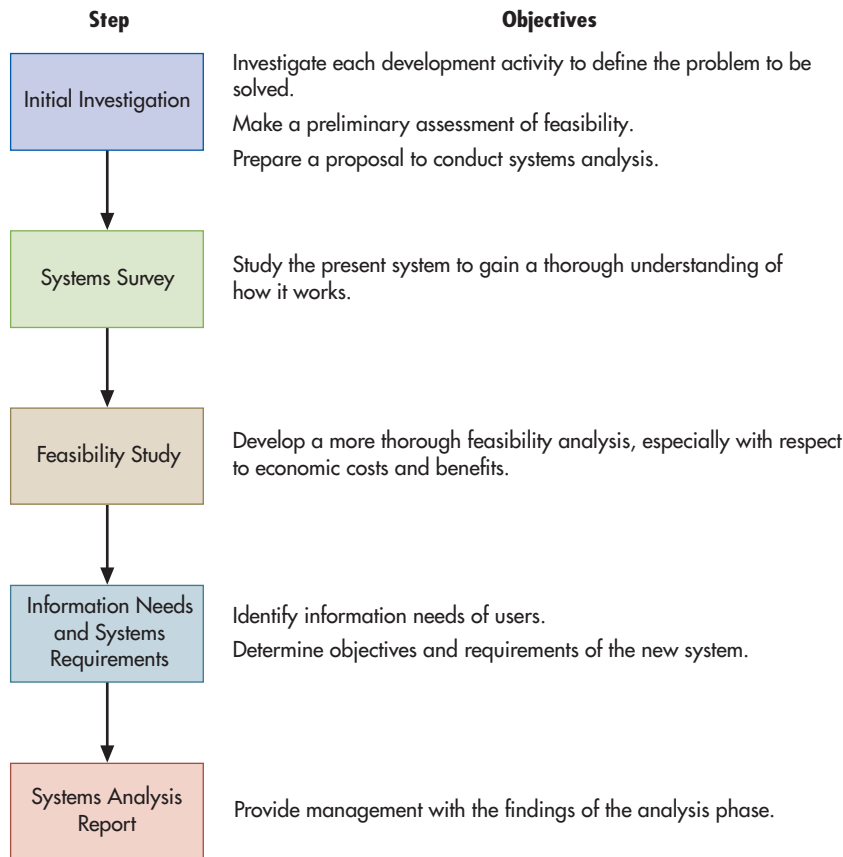 Step
Objectives
Initial Investigation
Investigate each development activity to define the problem to be
solved.
Make a preliminary assessment of feasibility.
Prepare a proposal to conduct systems analysis.
Systems Survey
Study the present system to gain a thorough understanding of
how it works.
Feasibility Study
Develop a more thorough feasibility analysis, especially with respect
to economic costs and benefits.
Information Needs
and Systems
Requirements
Identify information needs of users.
Determine objectives and requirements of the new system.
Systems Analysis
Report
Provide management with the findings of the analysis phase.